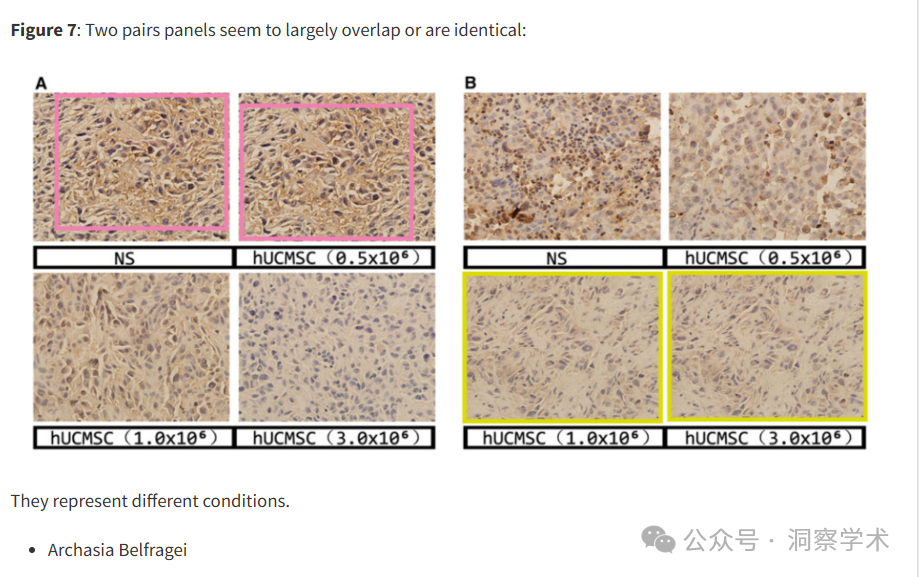 Figure 7: Two pairs panels seem to largely overlap or are identical:
A B
NS hUCMSC (0.5x10⁶) NS hUCMSC (0.5x10⁶)
hUCMSC (1.0x10⁶) hUCMSC (3.0x10⁶) hUCMSC (1.0x10⁶) hUCMSC (3.0x10⁶)
They represent different conditions.
• Archasia Belfragei
公众号 · 洞察学术